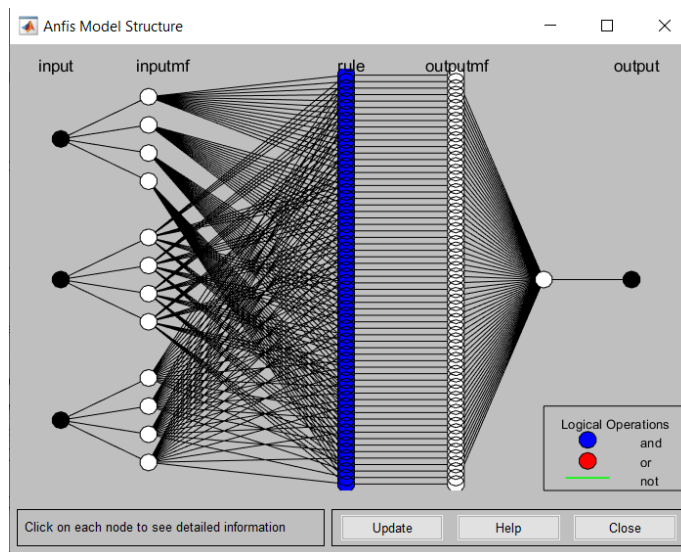 Anfis Model Structure
input inputmf rule outputmf output
Logical Operations
and
or
not
Click on each node to see detailed information
Update Help Close